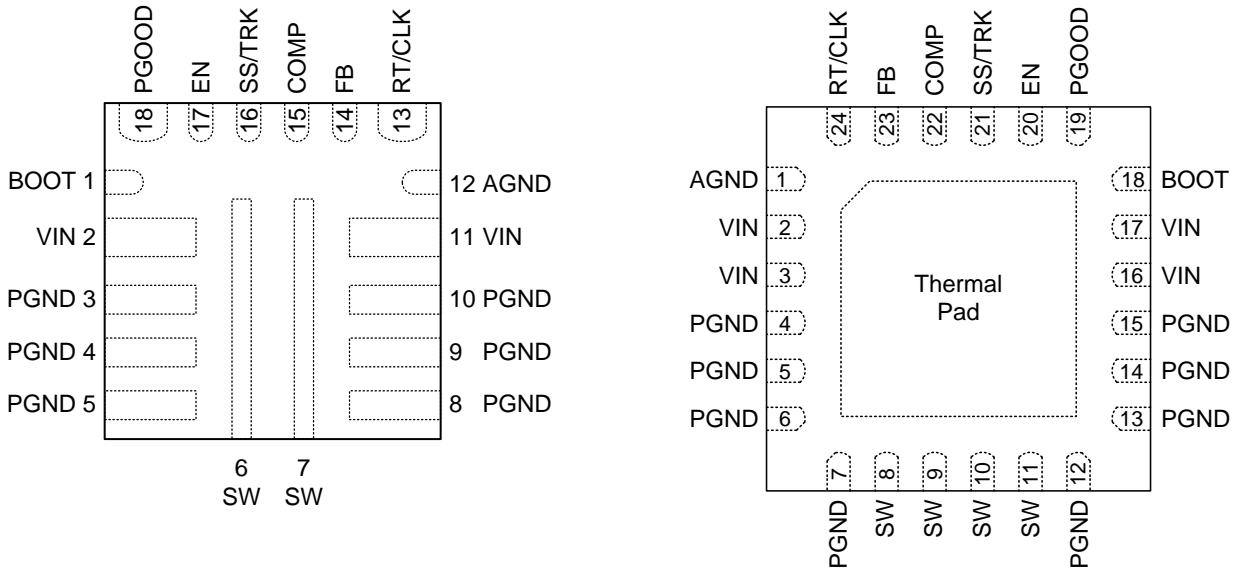 PGOOD
EN
SS/TRK
COMP
FB
RT/CLK
18
17
16
15
14
13
BOOT 1
12 AGND
VIN 2
11 VIN
PGND 3
10 PGND
PGND 4
9 PGND
PGND 5
8 PGND
6
SW
7
SW
RT/CLK
FB
COMP
SS/TRK
EN
PGOOD
24
23
22
21
20
19
AGND 1
18 BOOT
VIN 2
17 VIN
VIN 3
16 VIN
Thermal
Pad
PGND 4
15 PGND
PGND 5
14 PGND
PGND 6
13 PGND
7
8
9
10
11
12
PGND
SW
SW
SW
SW
PGND